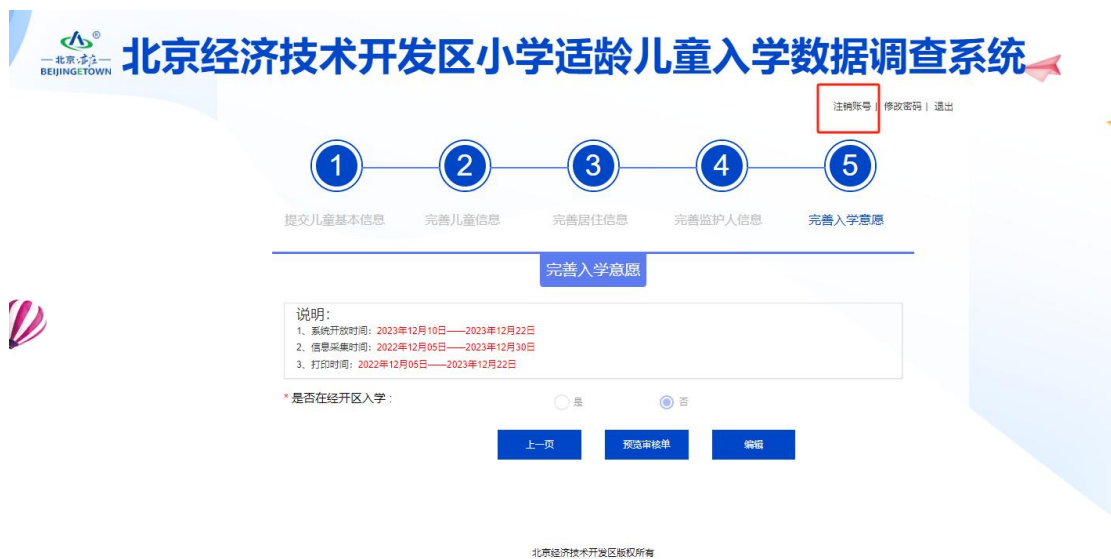 北京亦庄
BEIJINGETOWN
北京经济技术开发区小学适龄儿童入学数据调查系统
注销账号 | 修改密码 | 退出
1 2 3 4 5
提交儿童基本信息 完善儿童信息 完善居住信息 完善监护人信息 完善入学意愿
完善入学意愿
说明：
1、系统开放时间：2023年12月10日——2023年12月22日
2、信息采集时间：2022年12月05日——2023年12月30日
3、打印时间：2022年12月05日——2023年12月22日
* 是否在经开区入学： 是 否
上一页 预览审核单 编辑
北京经济技术开发区版权所有